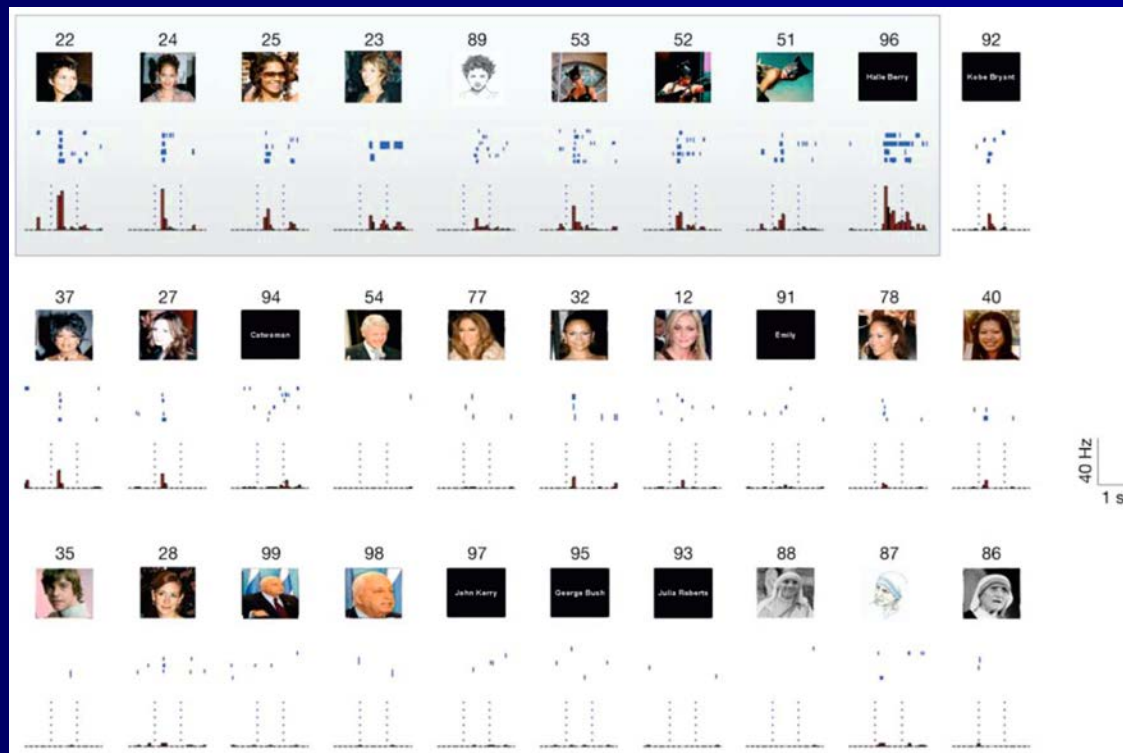 22 24 25 23 89 53 52 51 96 92
Halle Berry Kobe Bryant
37 27 94 54 77 32 12 91 78 40
Catwoman Emily
40 Hz
1 s
35 28 99 98 97 95 93 88 87 86
John Kerry George Bush Julia Roberts